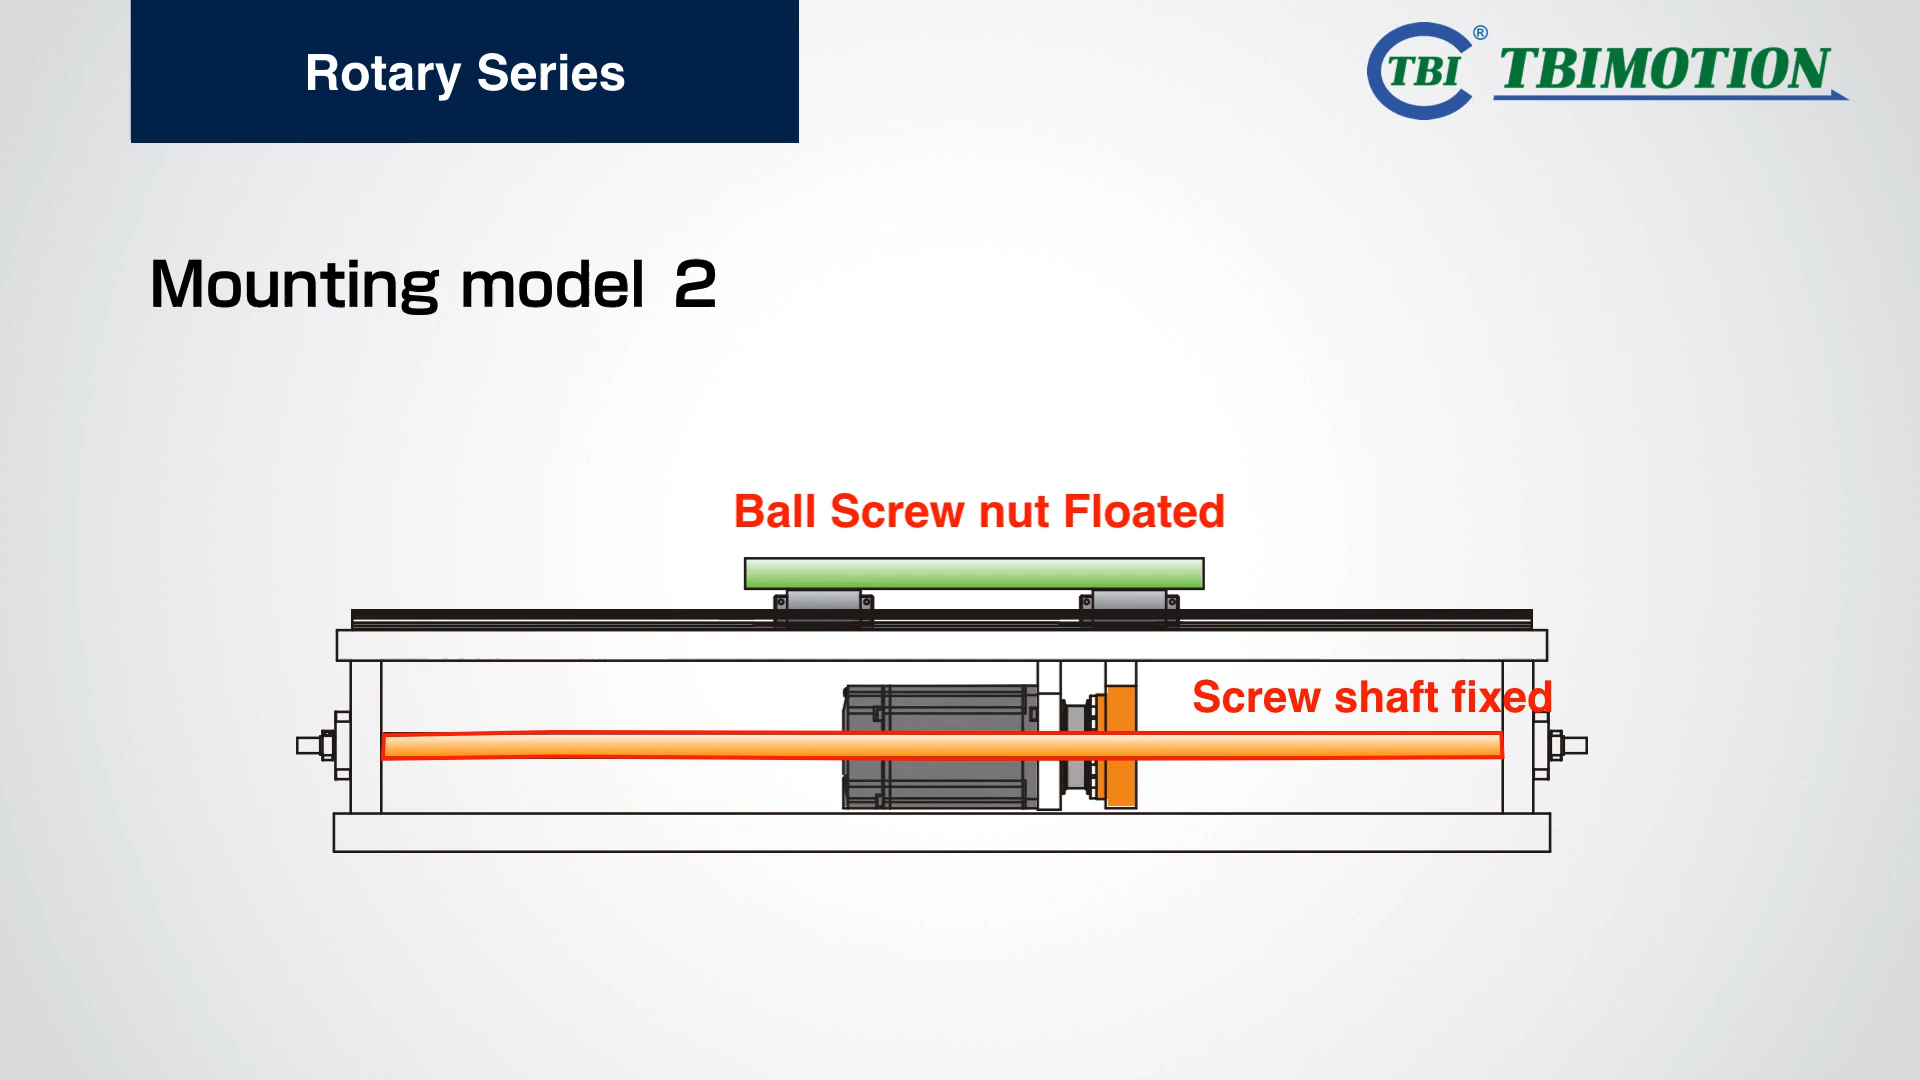 Rotary Series
TBI ® TBIMOTION
Mounting model 2
Ball Screw nut Floated
Screw shaft fixed